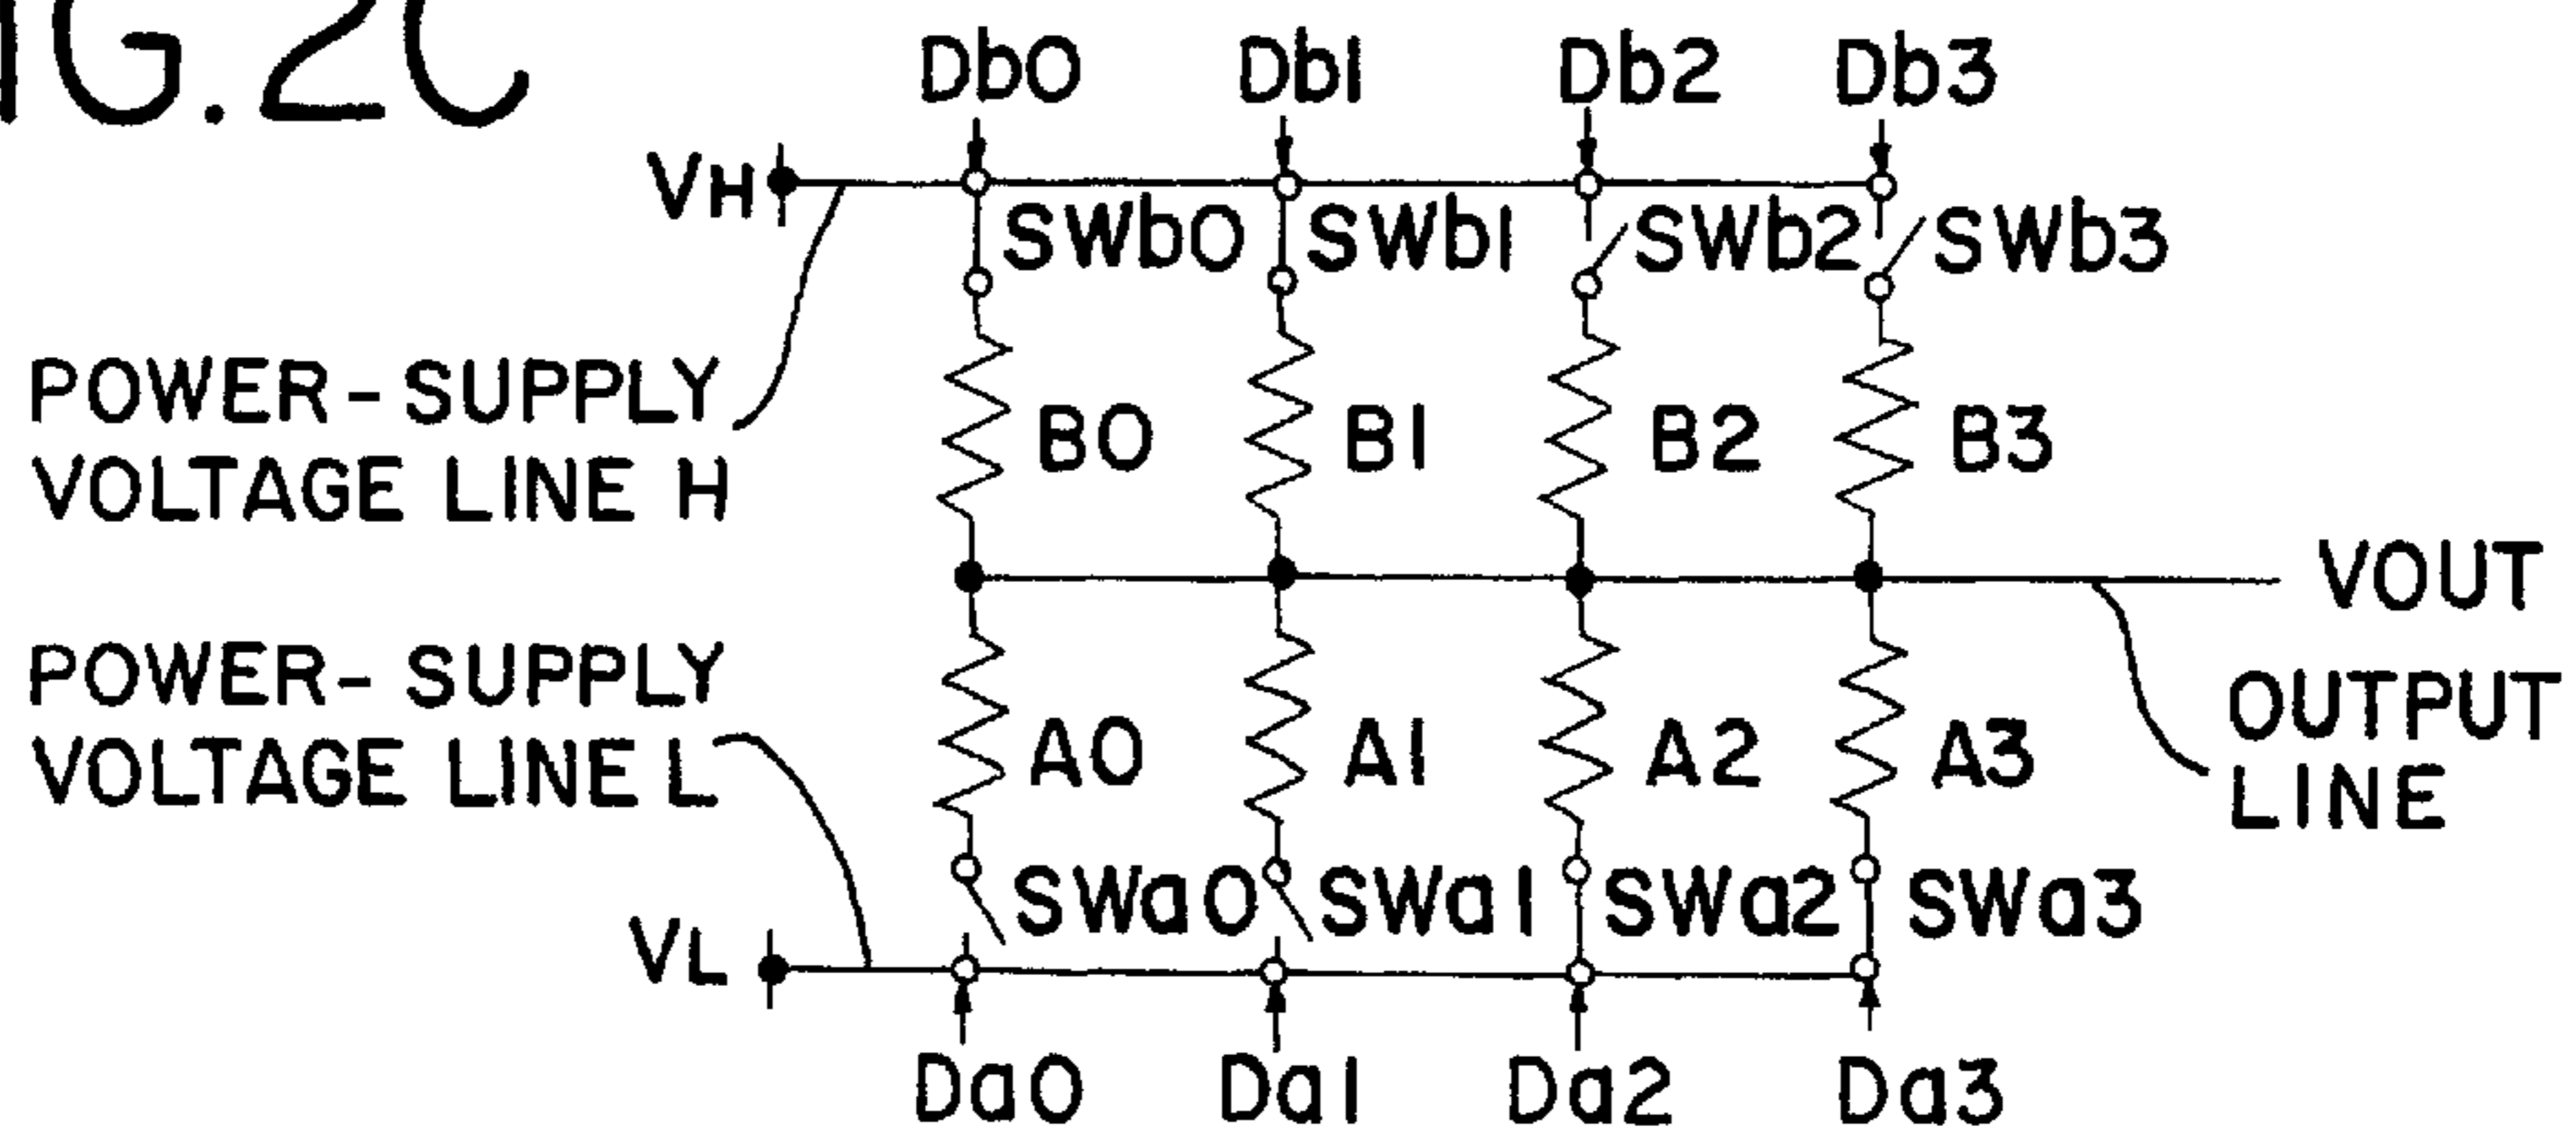 IG. 2C
Db0 Db1 Db2 Db3
VH
SWb0 SWb1 SWb2 SWb3
POWER-SUPPLY
VOLTAGE LINE H
B0 B1 B2 B3
VOUT
OUTPUT
LINE
POWER-SUPPLY
VOLTAGE LINE L
A0 A1 A2 A3
SWa0 SWa1 SWa2 SWa3
VL
Da0 Da1 Da2 Da3